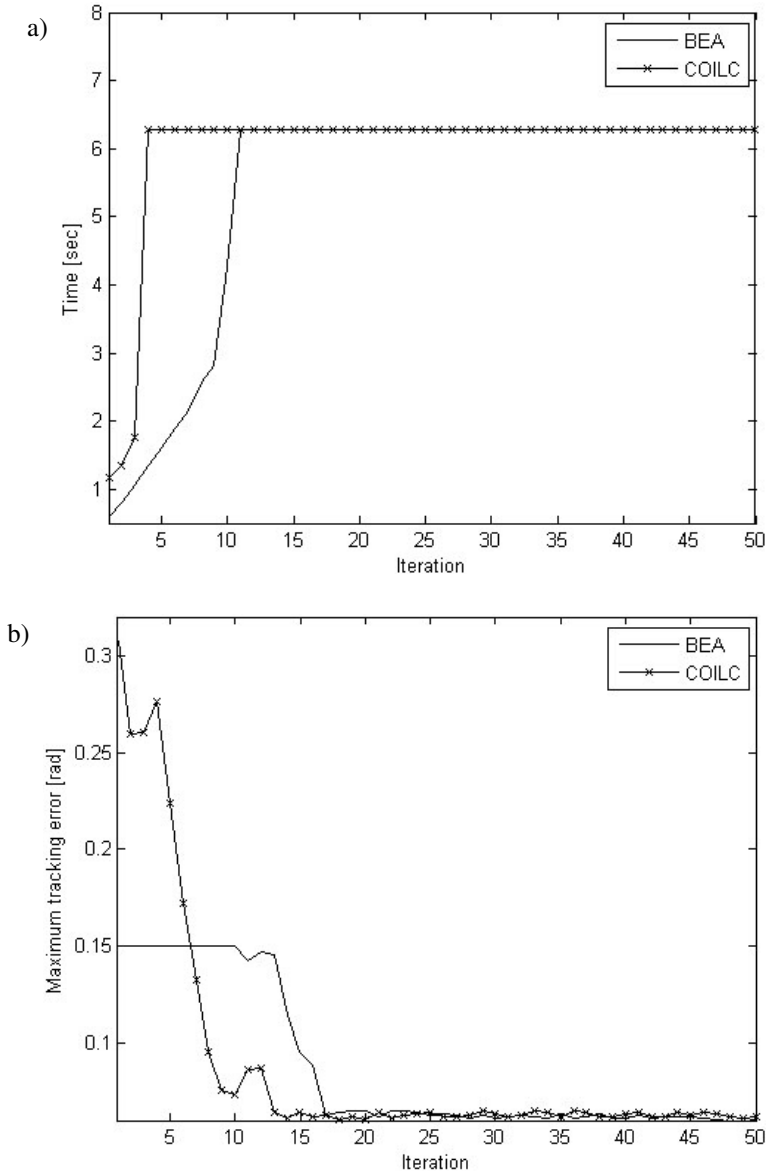 a)
8
7
6
5
4
3
2
1
Time [sec]
BEA
COILC
5 10 15 20 25 30 35 40 45 50
Iteration
b)
0.3
0.25
0.2
0.15
0.1
Maximum tracking error [rad]
BEA
COILC
5 10 15 20 25 30 35 40 45 50
Iteration